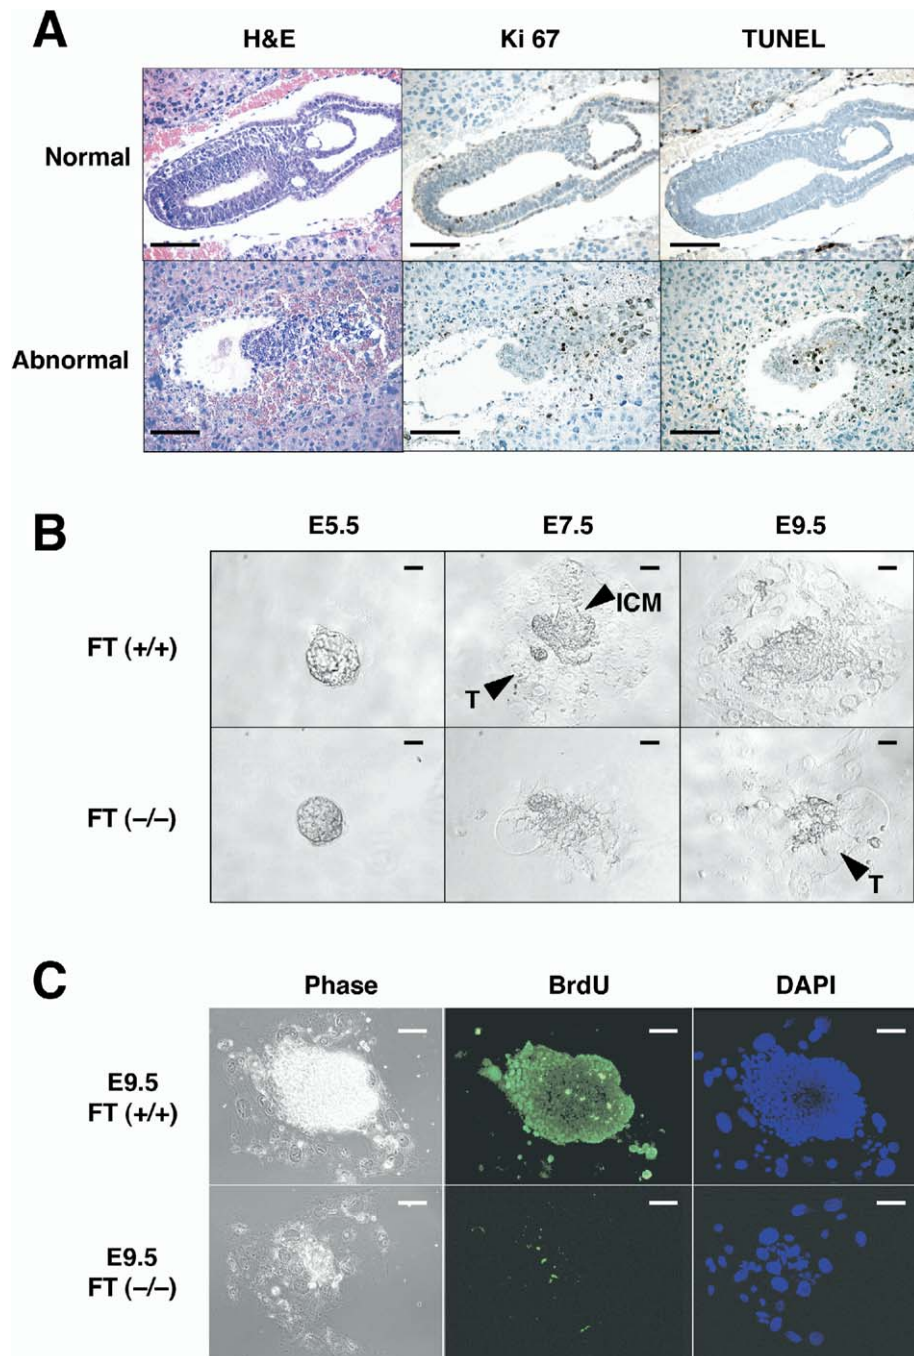 A
H&E
Ki 67
TUNEL
Normal
Abnormal
B
E5.5
E7.5
E9.5
FT (+/+)
ICM
T
FT (–/–)
T
C
Phase
BrdU
DAPI
E9.5
FT (+/+)
E9.5
FT (–/–)